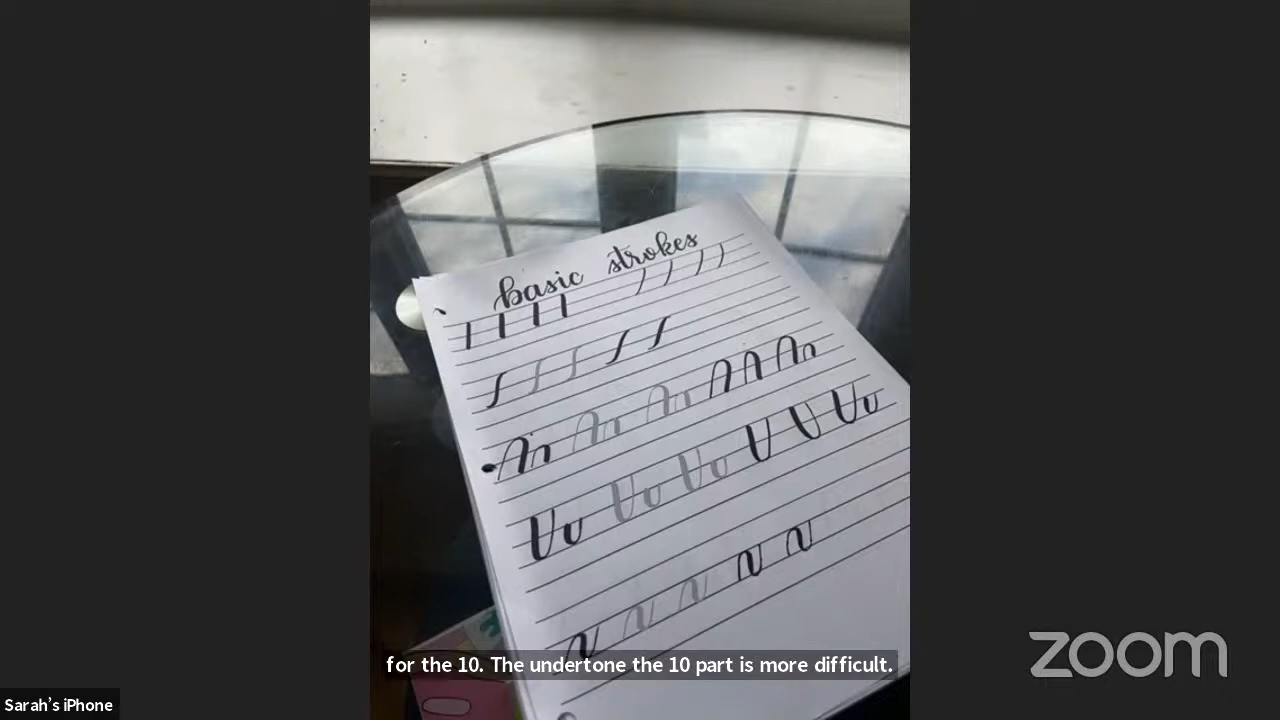 basic strokes
for the 10. The undertone the 10 part is more difficult.
zoom
Sarah's iPhone